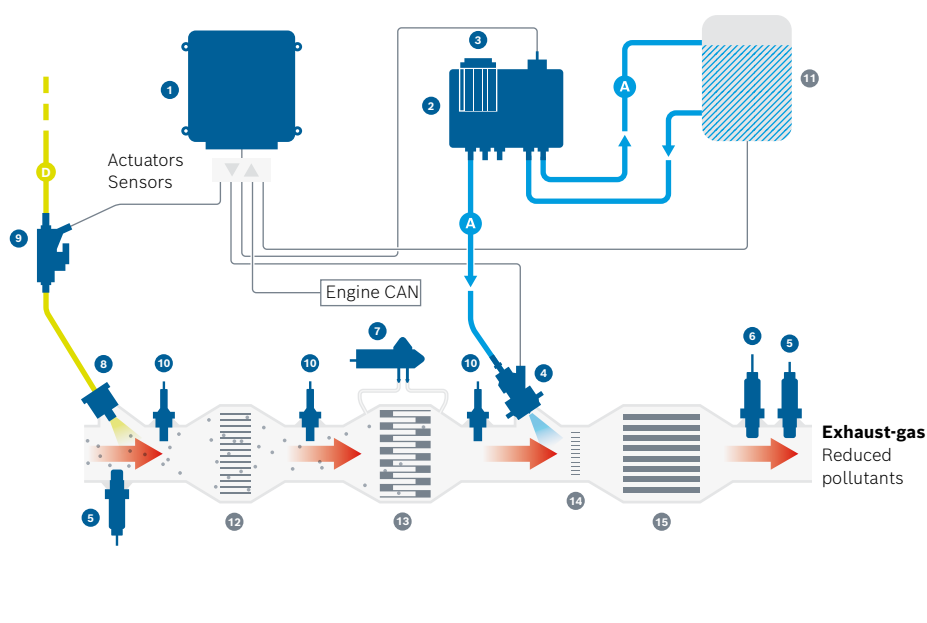 3
1
11
A
2
Actuators
Sensors
D
A
9
Engine CAN
7
6
5
8
10
10
10
4
Exhaust-gas
Reduced
pollutants
14
5
12
13
15